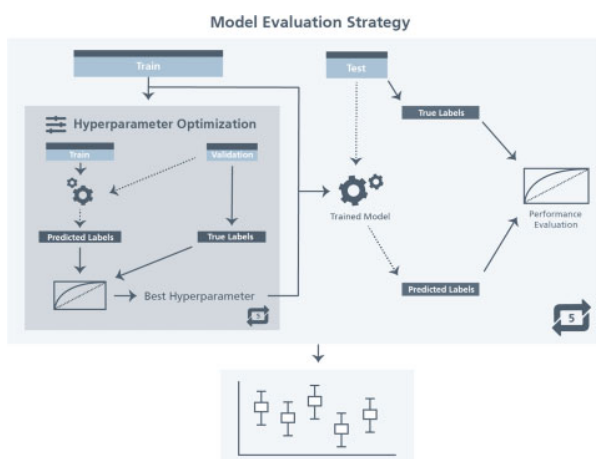 Model Evaluation Strategy
Train
Test
True Labels
Hyperparameter Optimization
Train
Validation
Trained Model
Performance
Evaluation
Predicted Labels
True Labels
Best Hyperparameter
Predicted Labels
5
5